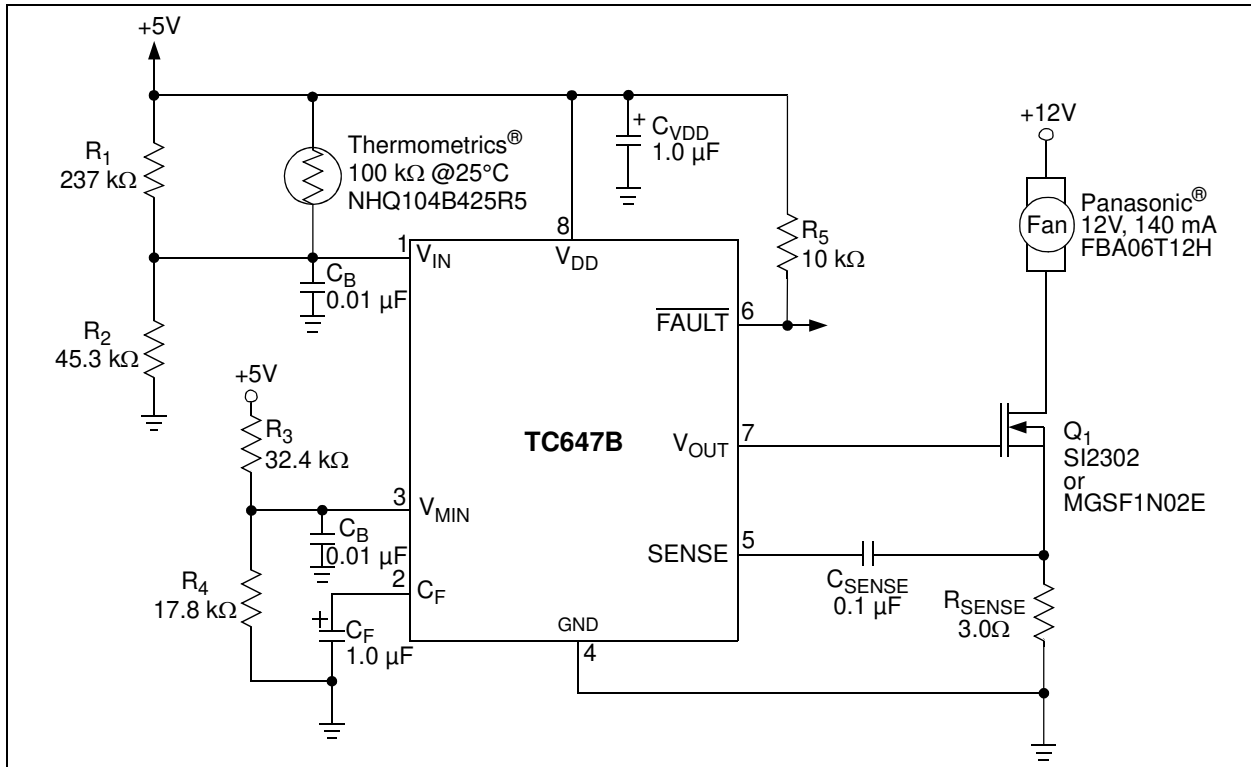 +5V
R1
237 kΩ
Thermometrics®
100 kΩ @25°C
NHQ104B425R5
+
CVDD
1.0 µF
+12V
Fan
Panasonic®
12V, 140 mA
FBA06T12H
R5
10 kΩ
1
VIN
8
VDD
CB
0.01 µF
FAULT
6
R2
45.3 kΩ
+5V
R3
32.4 kΩ
TC647B
VOUT
7
Q1
SI2302
or
MGSF1N02E
3
VMIN
CB
0.01 µF
SENSE
5
CSENSE
0.1 µF
RSENSE
3.0Ω
R4
17.8 kΩ
2
CF
+
CF
1.0 µF
GND
4